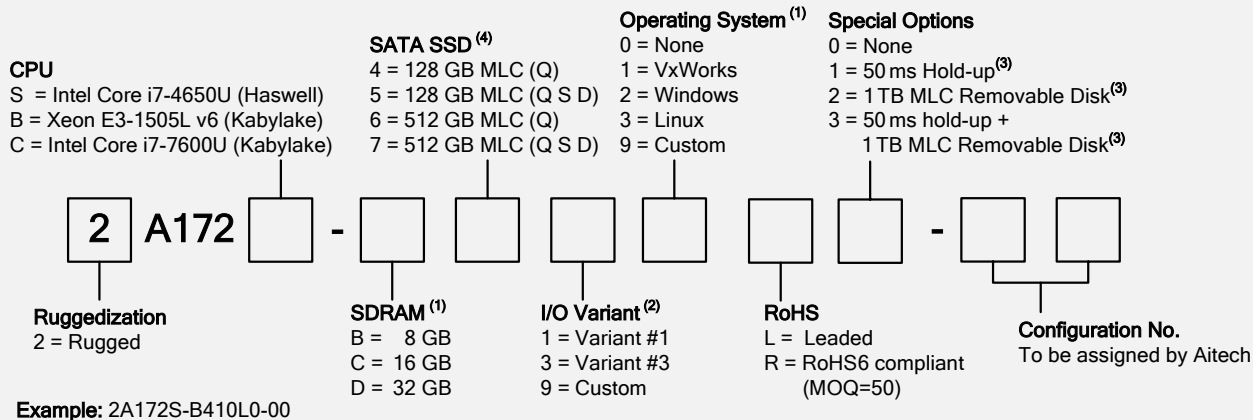 CPU
S = Intel Core i7-4650U (Haswell)
B = Xeon E3-1505L v6 (Kabylake)
C = Intel Core i7-7600U (Kabylake)
SATA SSD (4)
4 = 128 GB MLC (Q)
5 = 128 GB MLC (Q S D)
6 = 512 GB MLC (Q)
7 = 512 GB MLC (Q S D)
Operating System (1)
0 = None
1 = VxWorks
2 = Windows
3 = Linux
9 = Custom
Special Options
0 = None
1 = 50 ms Hold-up(3)
2 = 1 TB MLC Removable Disk(3)
3 = 50 ms hold-up +
1 TB MLC Removable Disk(3)
2 A172 - -
Ruggedization
2 = Rugged
SDRAM (1)
B = 8 GB
C = 16 GB
D = 32 GB
I/O Variant (2)
1 = Variant #1
3 = Variant #3
9 = Custom
RoHS
L = Leaded
R = RoHS6 compliant
(MOQ=50)
Configuration No.
To be assigned by Aitech
Example: 2A172S-B410L0-00